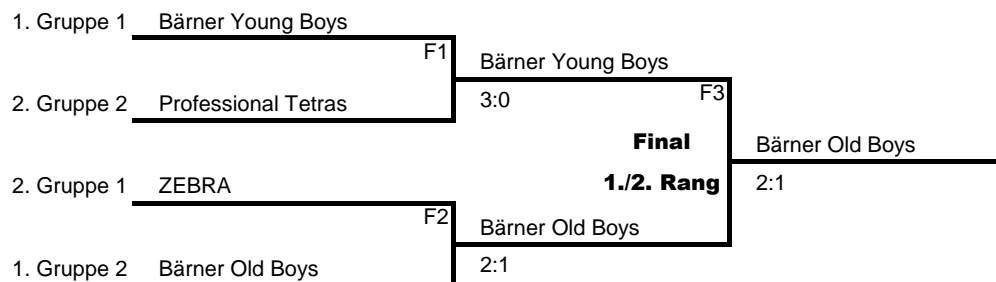 1. Gruppe 1 Bärner Young Boys
F1
Bärner Young Boys
2. Gruppe 2 Professional Tetras
3:0
F3
Final
Bärner Old Boys
1./2. Rang
2:1
2. Gruppe 1 ZEBRA
F2
Bärner Old Boys
1. Gruppe 2 Bärner Old Boys
2:1